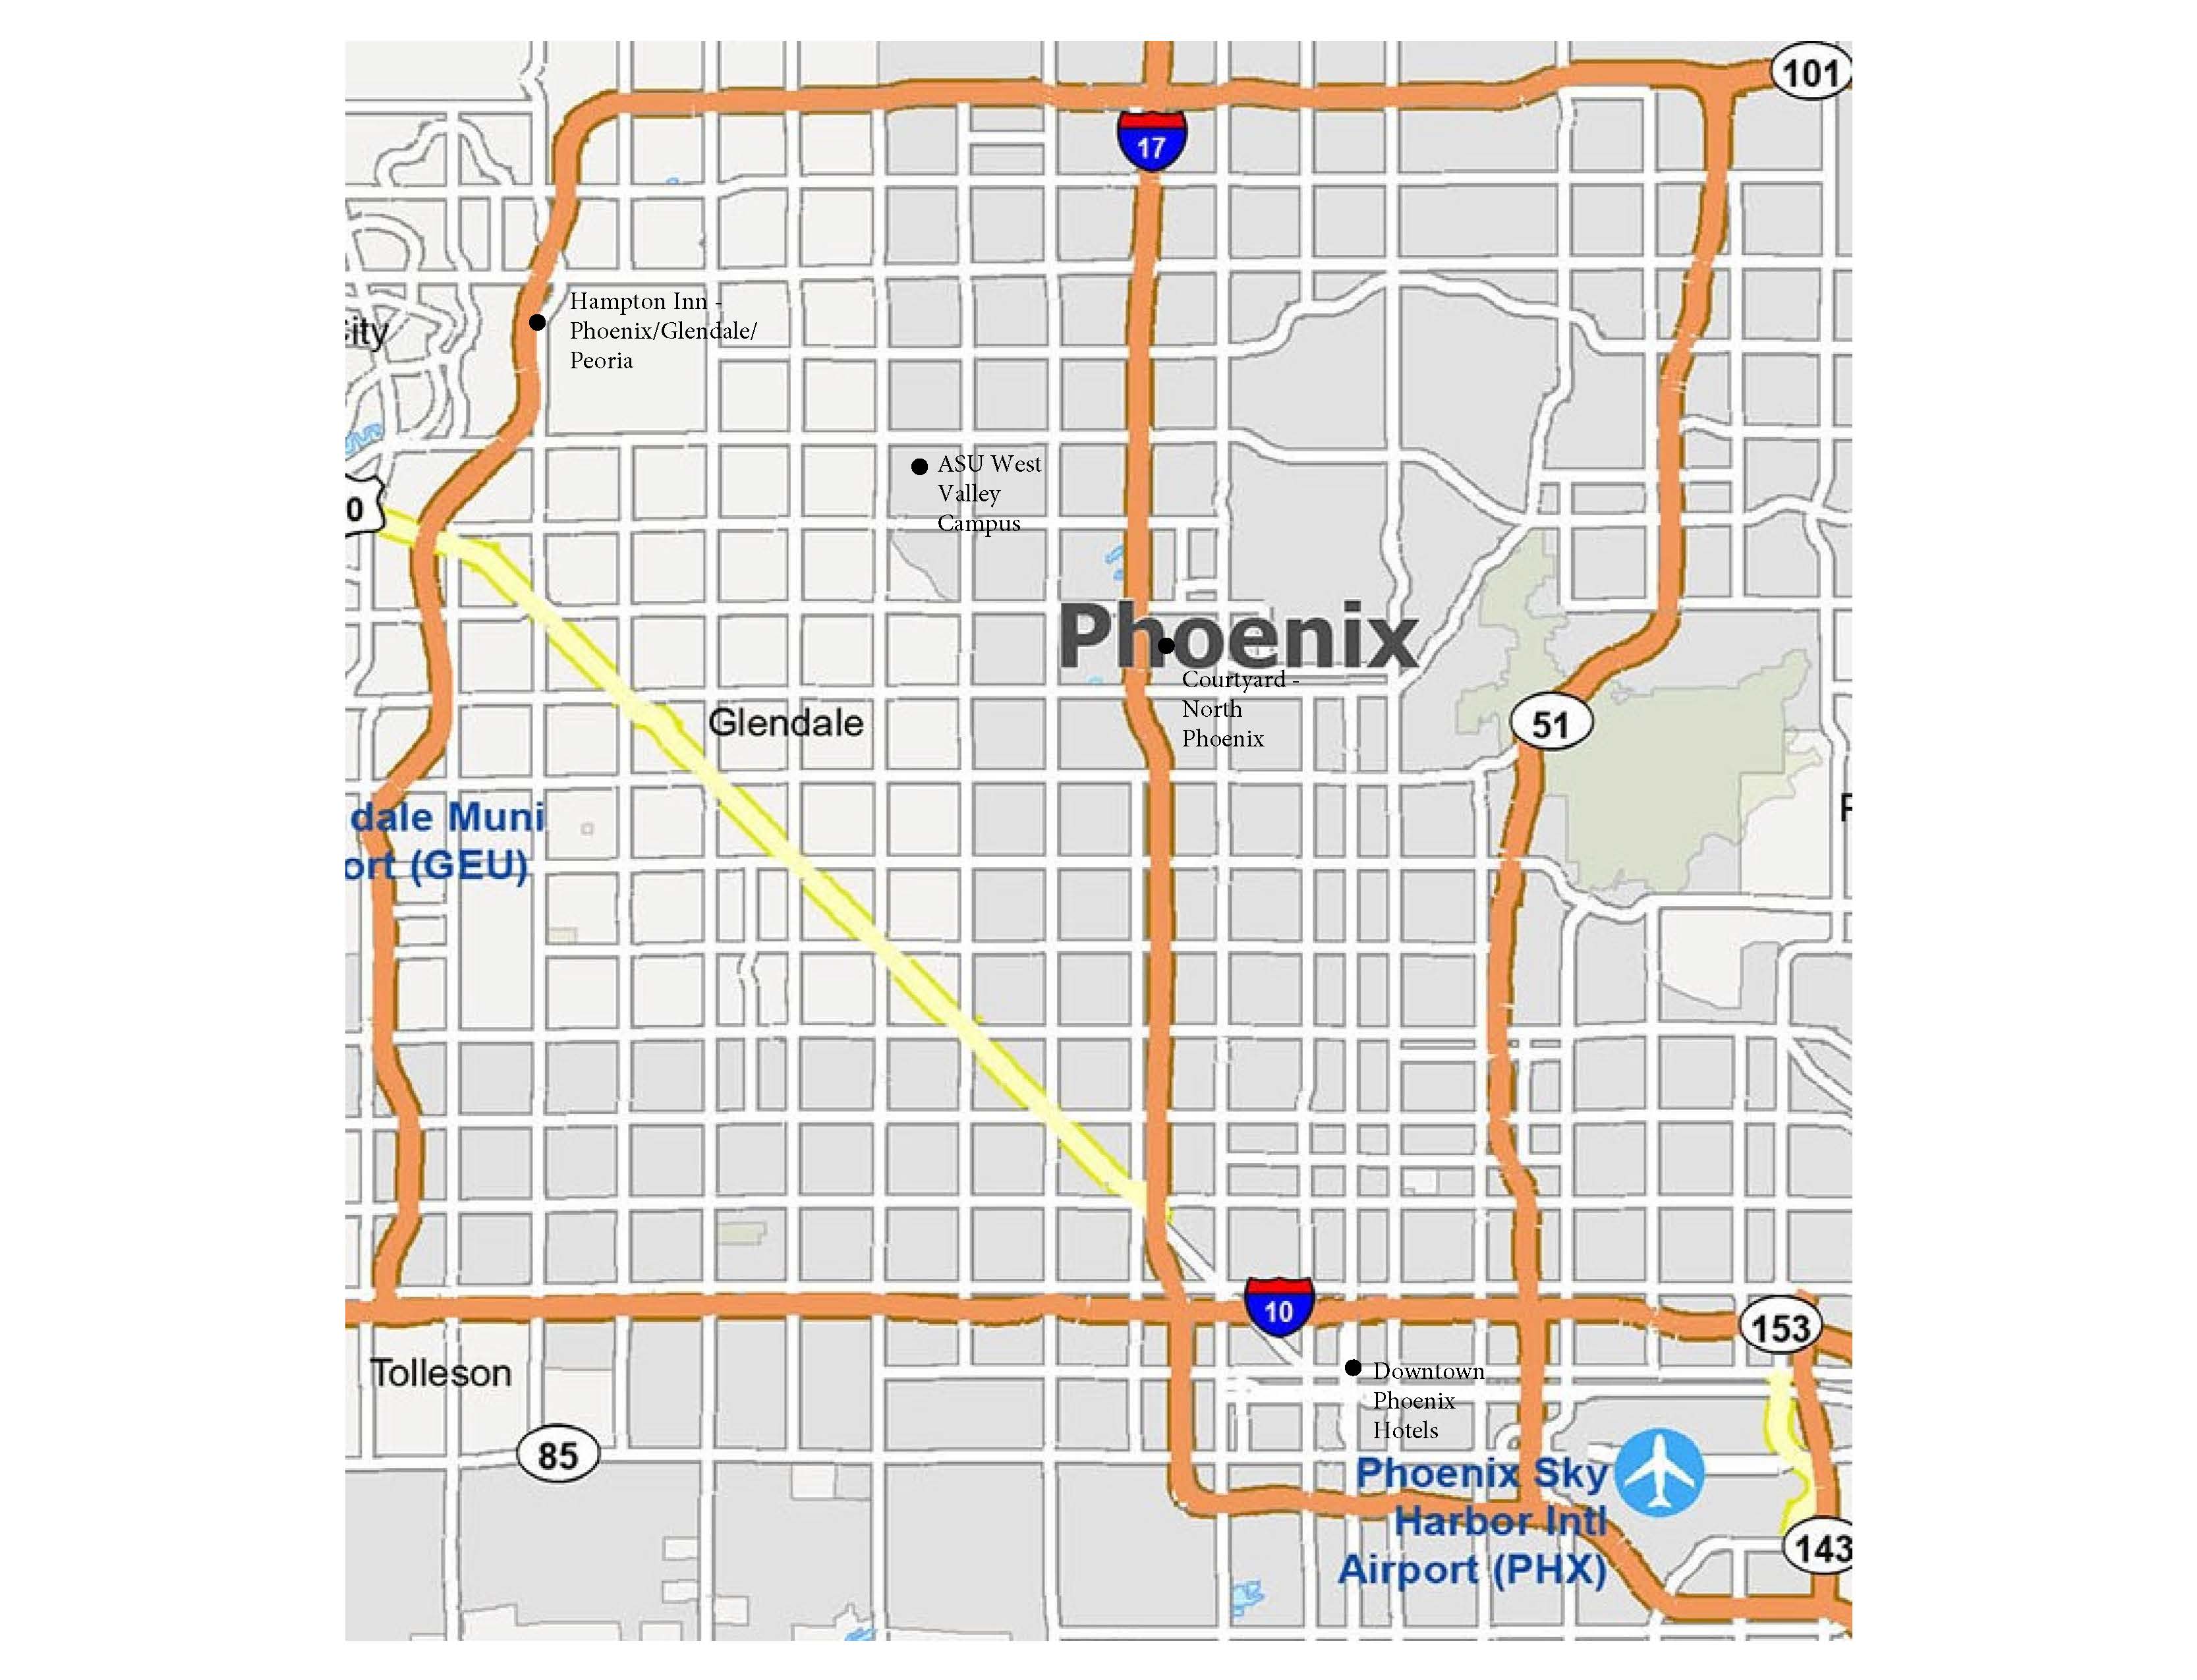 101
17
Hampton Inn -
Phoenix/Glendale/
Peoria
ity
ASU West
Valley
Campus
0
Phoenix
Courtyard -
North
Phoenix
Glendale
51
dale Muni
ort (GEU)
10
153
Tolleson
Downtown
Phoenix
Hotels
85
Phoenix Sky
Harbor Intl
Airport (PHX)
143